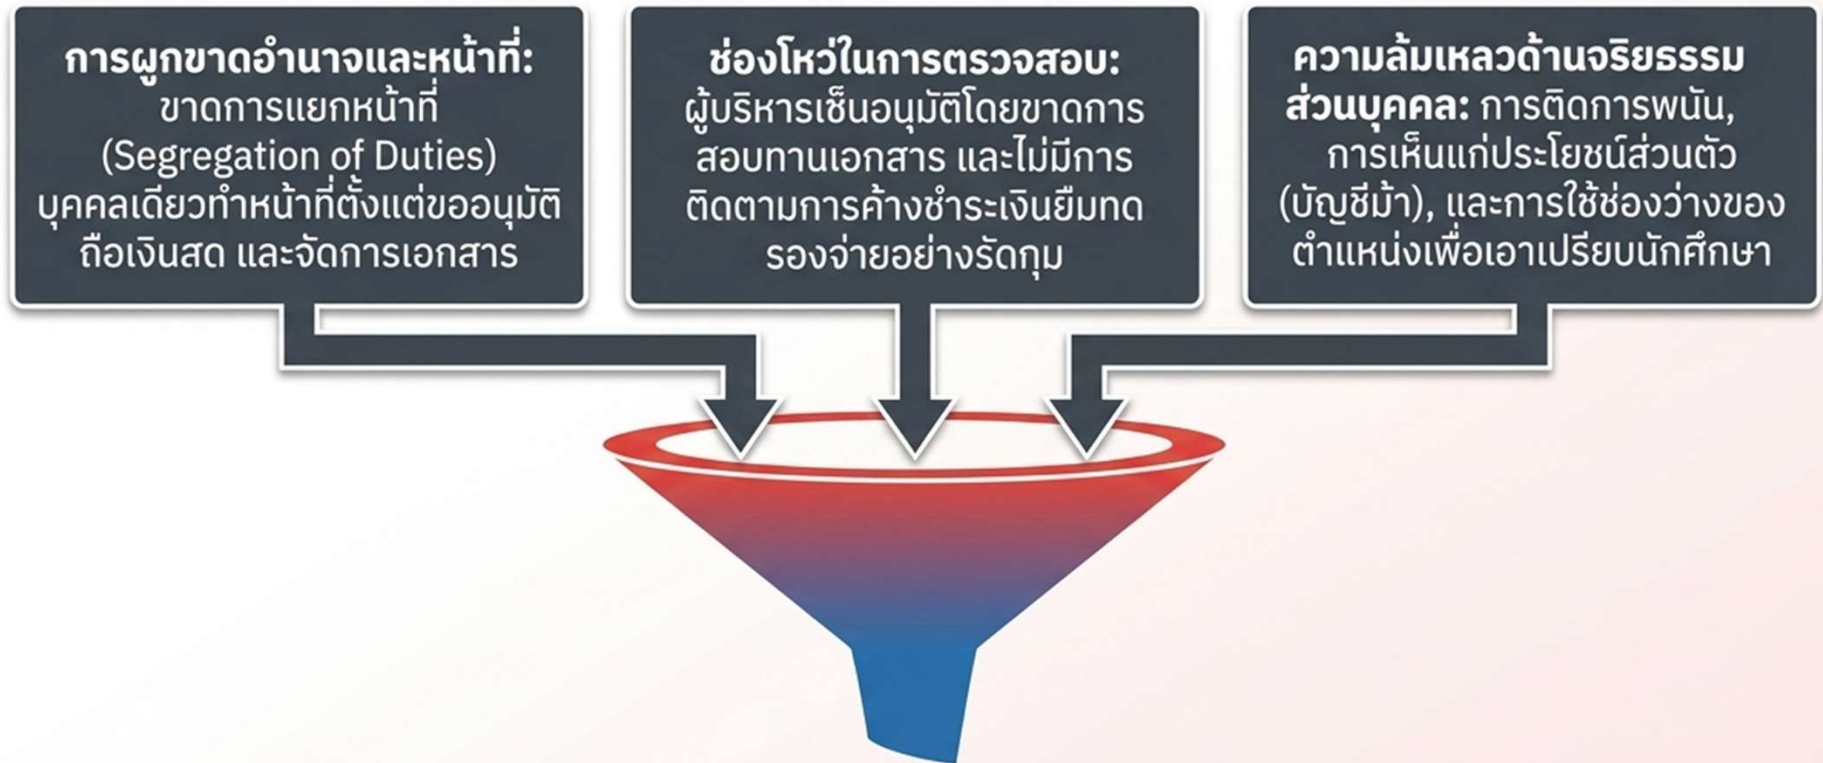 การผูกขาดอำนาจและหน้าที่:
ขาดการแยกหน้าที่
(Segregation of Duties)
บุคคลเดียวทำหน้าที่ตั้งแต่ขออนุมัติ
ถือเงินสด และจัดการเอกสาร
ช่องโหว่ในการตรวจสอบ:
ผู้บริหารเซ็นอนุมัติโดยขาดการ
สอบทานเอกสาร และไม่มีการ
ติดตามการค้างชำระเงินยืมทด
รองจ่ายอย่างรัดกุม
ความล้มเหลวด้านจริยธรรม
ส่วนบุคคล: การติดการพนัน,
การเห็นแก่ประโยชน์ส่วนตัว
(บัญชีม้า), และการใช้ช่องว่างของ
ตำแหน่งเพื่อเอาเปรียบนักศึกษา